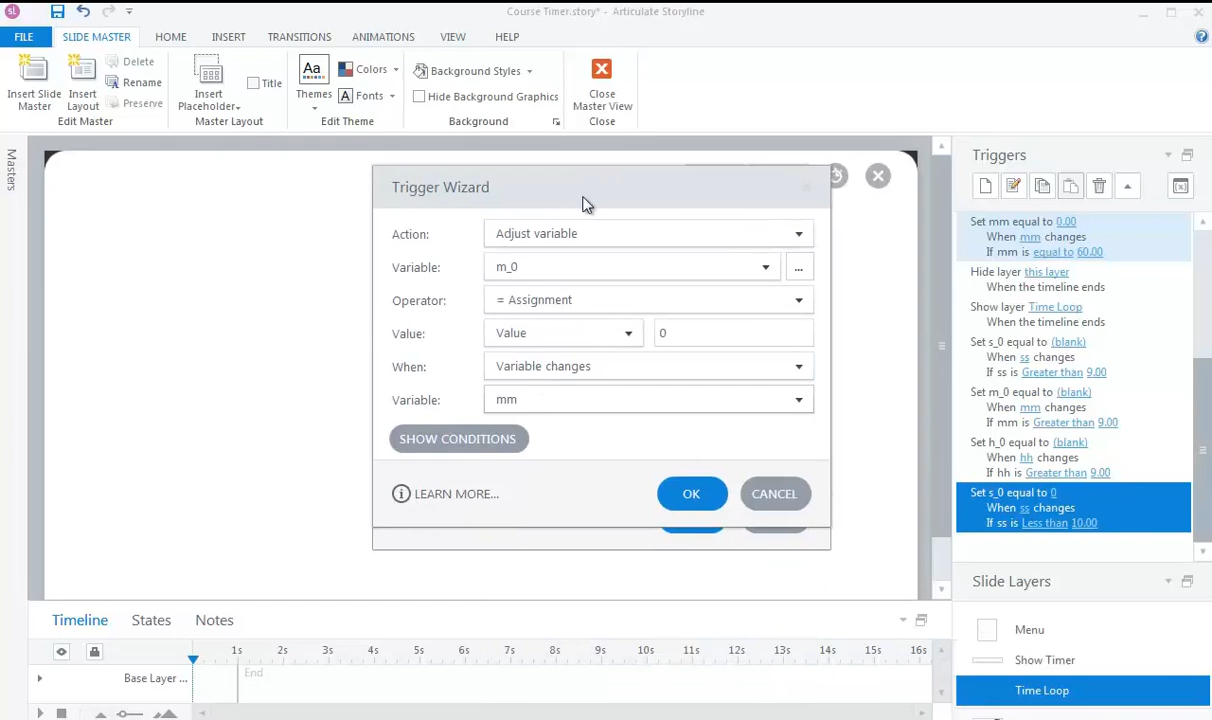 sl
Course Timer.story* - Articulate Storyline
FILE
SLIDE MASTER
HOME
INSERT
TRANSITIONS
ANIMATIONS
VIEW
HELP
Insert Slide
Master
Insert
Layout
Delete
Rename
Preserve
Edit Master
Insert
Placeholder
Title
Master Layout
Aa
Themes
Colors
A Fonts
Edit Theme
Background Styles
Hide Background Graphics
Background
Close
Master View
Close
Masters
Trigger Wizard
Action: Adjust variable
Variable: m_0 ...
Operator: = Assignment
Value: Value 0
When: Variable changes
Variable: mm
SHOW CONDITIONS
LEARN MORE...
OK
CANCEL
Triggers
Set mm equal to 0.00
When mm changes
If mm is equal to 60.00
Hide layer this layer
When the timeline ends
Show layer Time Loop
When the timeline ends
Set s_0 equal to (blank)
When ss changes
If ss is Greater than 9.00
Set m_0 equal to (blank)
When mm changes
If mm is Greater than 9.00
Set h_0 equal to (blank)
When hh changes
If hh is Greater than 9.00
Set s_0 equal to 0
When ss changes
If ss is Less than 10.00
Slide Layers
Menu
Show Timer
Time Loop
Timeline
States
Notes
1s 2s 3s 4s 5s 6s 7s 8s 9s 10s 11s 12s 13s 14s 15s 16s
Base Layer ...
End